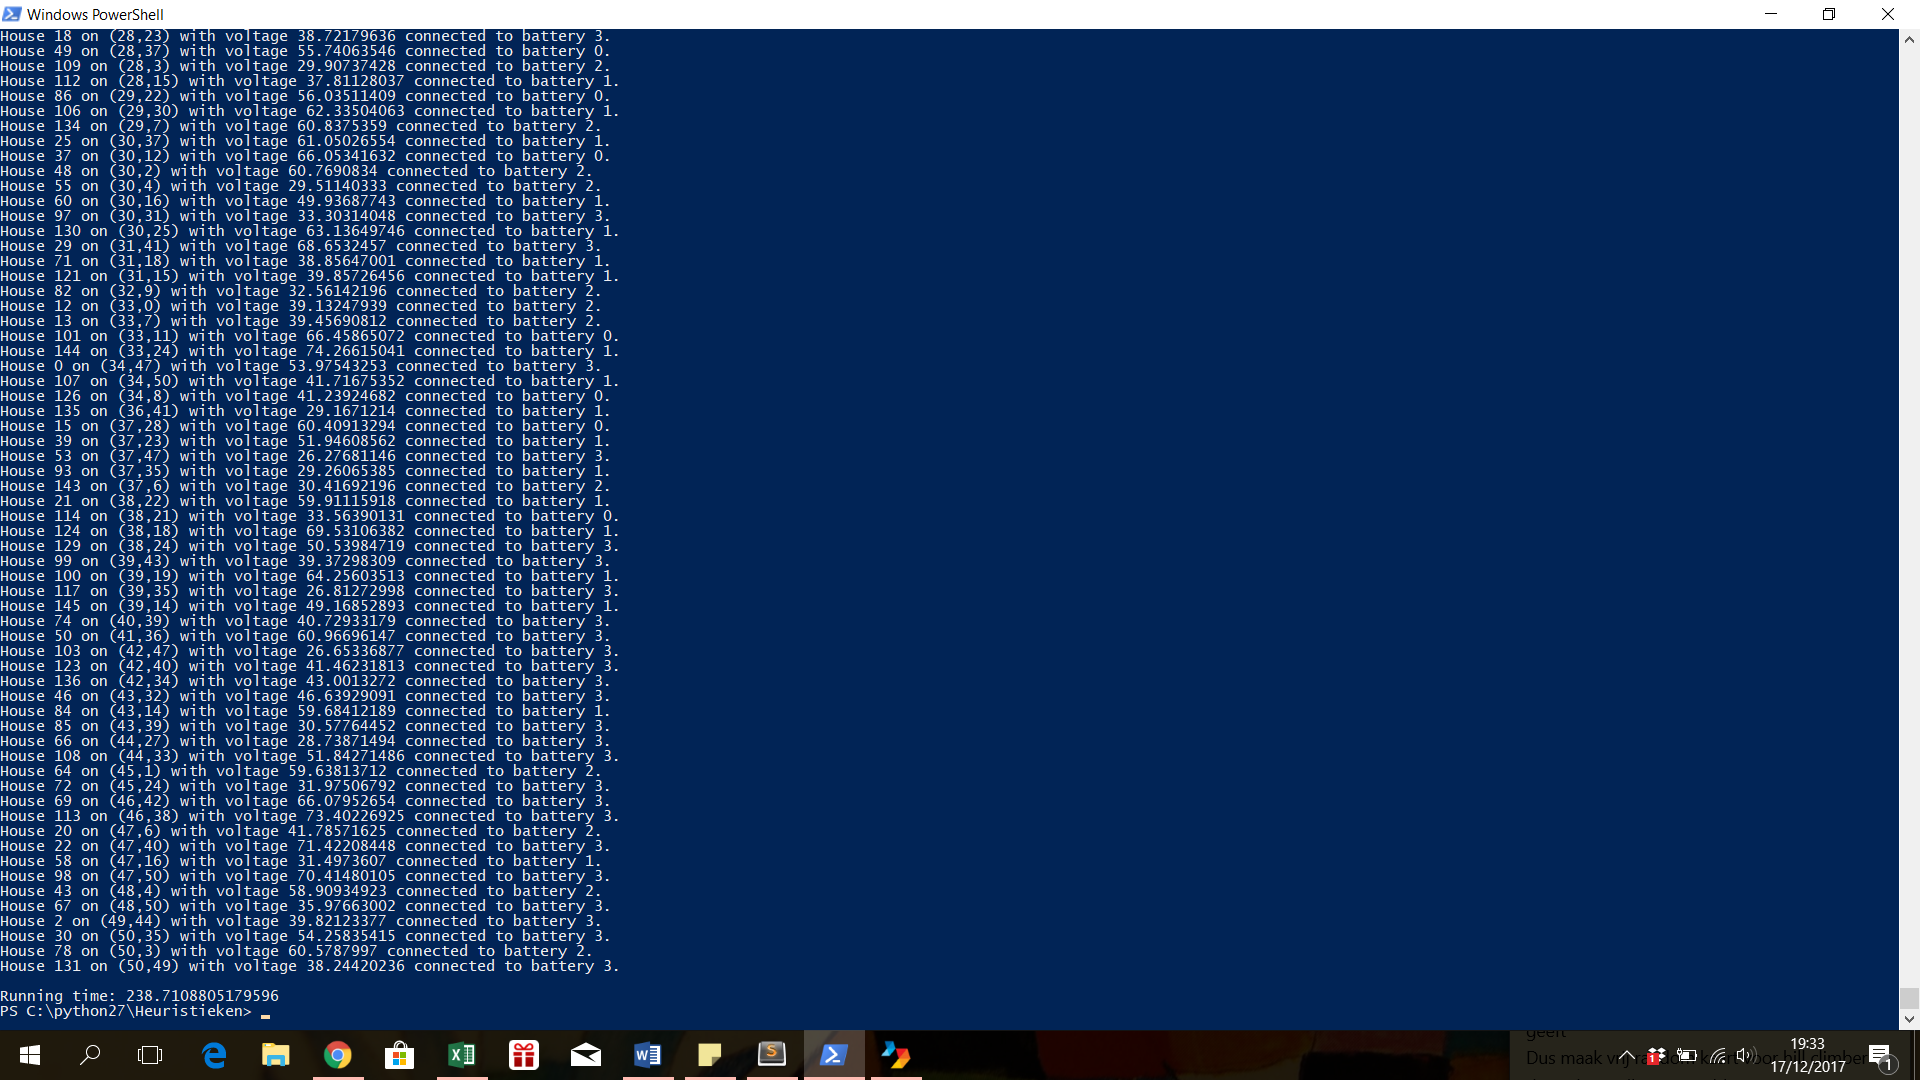 Windows PowerShell
House 18 on (28,23) with voltage 38.72179636 connected to battery 3.
House 49 on (28,37) with voltage 55.74063546 connected to battery 0.
House 109 on (28,3) with voltage 29.90737428 connected to battery 2.
House 112 on (28,15) with voltage 37.81128037 connected to battery 1.
House 86 on (29,22) with voltage 56.03511409 connected to battery 0.
House 106 on (29,30) with voltage 62.33504063 connected to battery 1.
House 134 on (29,7) with voltage 60.8375359 connected to battery 2.
House 25 on (30,37) with voltage 61.05026554 connected to battery 1.
House 37 on (30,12) with voltage 66.05341632 connected to battery 0.
House 48 on (30,2) with voltage 60.7690834 connected to battery 2.
House 55 on (30,4) with voltage 29.51140333 connected to battery 2.
House 60 on (30,16) with voltage 49.93687743 connected to battery 1.
House 97 on (30,31) with voltage 33.30314048 connected to battery 3.
House 130 on (30,25) with voltage 63.13649746 connected to battery 1.
House 29 on (31,41) with voltage 68.6532457 connected to battery 3.
House 71 on (31,18) with voltage 38.85647001 connected to battery 1.
House 121 on (31,15) with voltage 39.85726456 connected to battery 1.
House 82 on (32,9) with voltage 32.56142196 connected to battery 2.
House 12 on (33,0) with voltage 39.13247939 connected to battery 2.
House 13 on (33,7) with voltage 39.45690812 connected to battery 2.
House 101 on (33,11) with voltage 66.45865072 connected to battery 0.
House 144 on (33,24) with voltage 74.26615041 connected to battery 1.
House 0 on (34,47) with voltage 53.97543253 connected to battery 3.
House 107 on (34,50) with voltage 41.71675352 connected to battery 1.
House 126 on (34,8) with voltage 41.23924682 connected to battery 0.
House 135 on (36,41) with voltage 29.1671214 connected to battery 1.
House 15 on (37,28) with voltage 60.40913294 connected to battery 0.
House 39 on (37,23) with voltage 51.94608562 connected to battery 1.
House 53 on (37,47) with voltage 26.27681146 connected to battery 3.
House 93 on (37,35) with voltage 29.26065385 connected to battery 1.
House 143 on (37,6) with voltage 30.41692196 connected to battery 2.
House 21 on (38,22) with voltage 59.91115918 connected to battery 1.
House 114 on (38,21) with voltage 33.56390131 connected to battery 0.
House 124 on (38,18) with voltage 69.53106382 connected to battery 1.
House 129 on (38,24) with voltage 50.53984719 connected to battery 3.
House 99 on (39,43) with voltage 39.37298309 connected to battery 3.
House 100 on (39,19) with voltage 64.25603513 connected to battery 1.
House 117 on (39,35) with voltage 26.81272998 connected to battery 3.
House 145 on (39,14) with voltage 49.16852893 connected to battery 1.
House 74 on (40,39) with voltage 40.72933179 connected to battery 3.
House 50 on (41,36) with voltage 60.96696147 connected to battery 3.
House 103 on (42,47) with voltage 26.65336877 connected to battery 3.
House 123 on (42,40) with voltage 41.46231813 connected to battery 3.
House 136 on (42,34) with voltage 43.0013272 connected to battery 3.
House 46 on (43,32) with voltage 46.63929091 connected to battery 3.
House 84 on (43,14) with voltage 59.68412189 connected to battery 1.
House 85 on (43,39) with voltage 30.57764452 connected to battery 3.
House 66 on (44,27) with voltage 28.73871494 connected to battery 3.
House 108 on (44,33) with voltage 51.84271486 connected to battery 3.
House 64 on (45,1) with voltage 59.63813712 connected to battery 2.
House 72 on (45,24) with voltage 31.97506792 connected to battery 3.
House 69 on (46,42) with voltage 66.07952654 connected to battery 3.
House 113 on (46,38) with voltage 73.40226925 connected to battery 3.
House 20 on (47,6) with voltage 41.78571625 connected to battery 2.
House 22 on (47,40) with voltage 71.42208448 connected to battery 3.
House 58 on (47,16) with voltage 31.4973607 connected to battery 1.
House 98 on (47,50) with voltage 70.41480105 connected to battery 3.
House 43 on (48,4) with voltage 58.90934923 connected to battery 2.
House 67 on (48,50) with voltage 35.97663002 connected to battery 3.
House 2 on (49,44) with voltage 39.82123377 connected to battery 3.
House 30 on (50,35) with voltage 54.25835415 connected to battery 3.
House 78 on (50,3) with voltage 60.5787997 connected to battery 2.
House 131 on (50,49) with voltage 38.24420236 connected to battery 3.
Running time: 238.7108805179596
PS C:\python27\Heuristieken> _
geeft
Dus maak vrij hill climber
19:33
17/12/2017
1